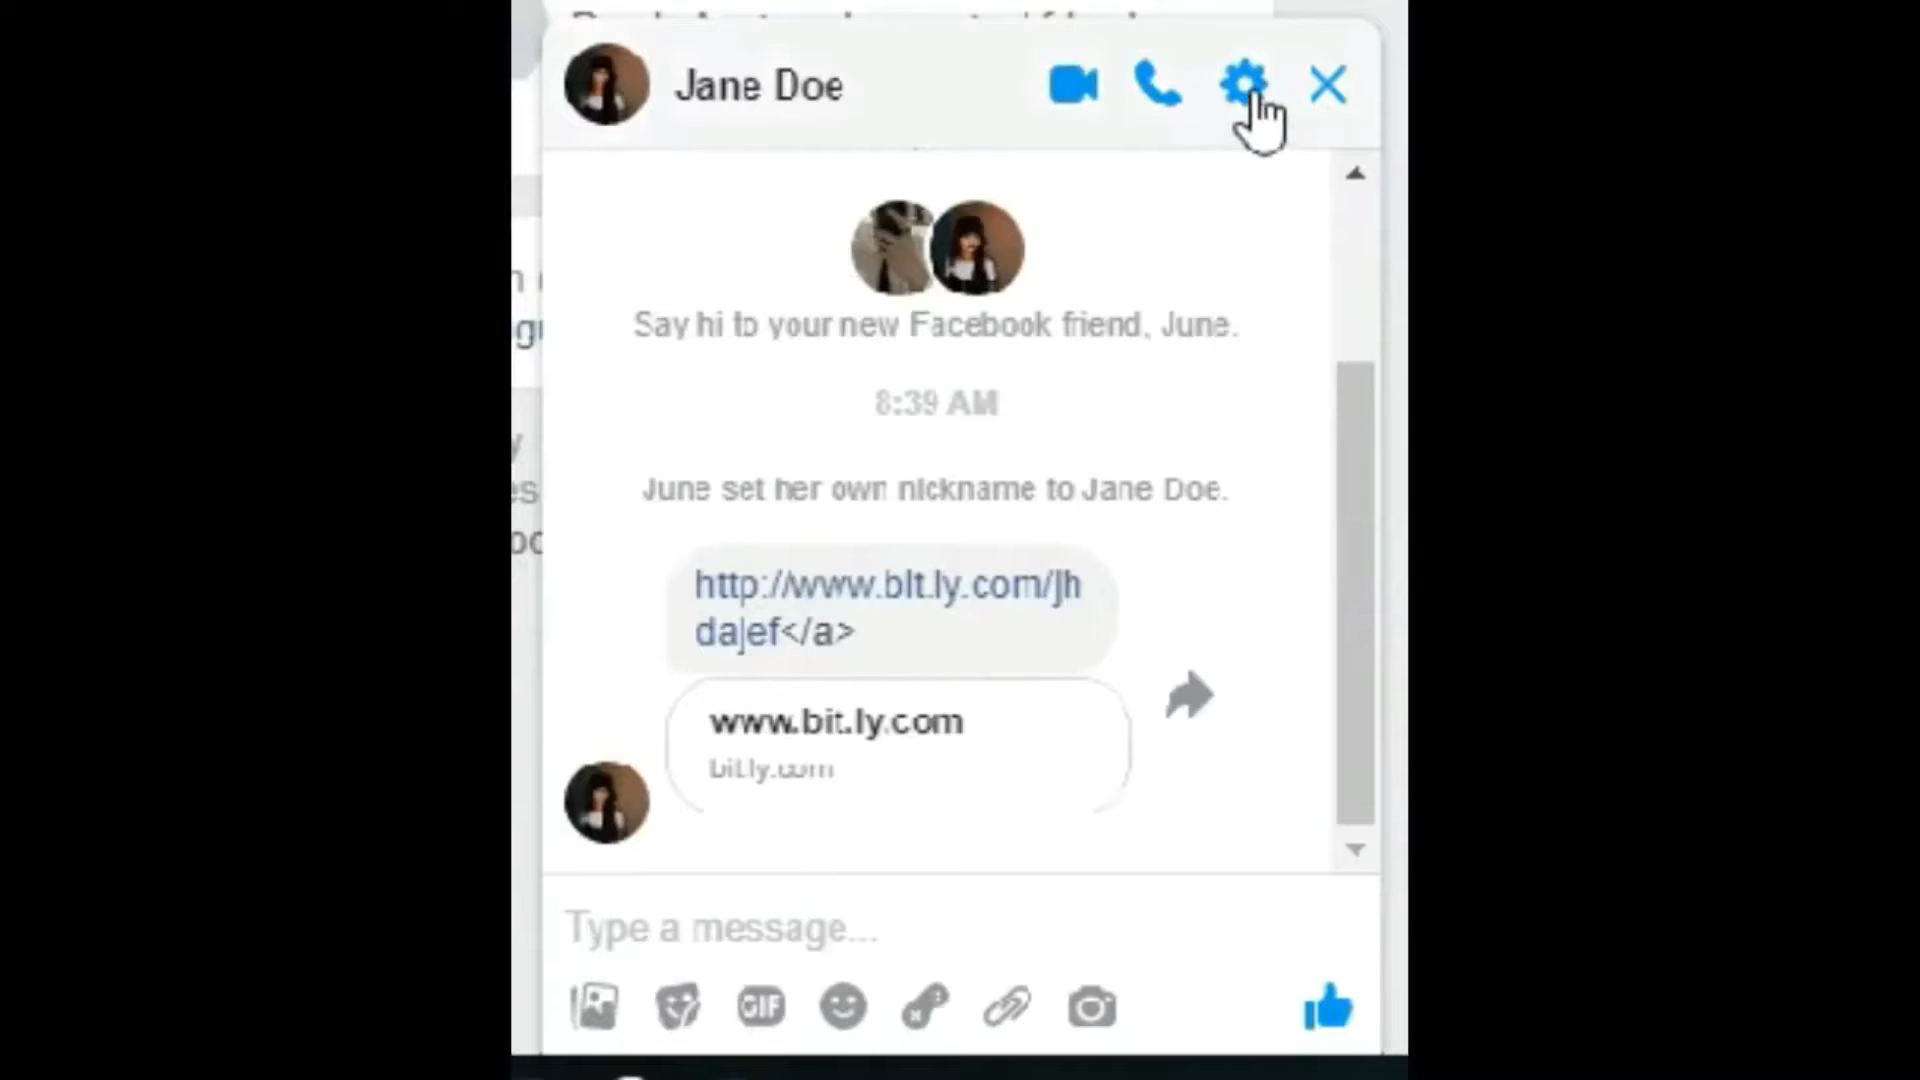 Jane Doe
Say hi to your new Facebook friend, June.
8:39 AM
June set her own nickname to Jane Doe.
http://www.bit.ly.com/jh
dajef</a>
www.bit.ly.com
bit.ly.com
Type a message...
GIF